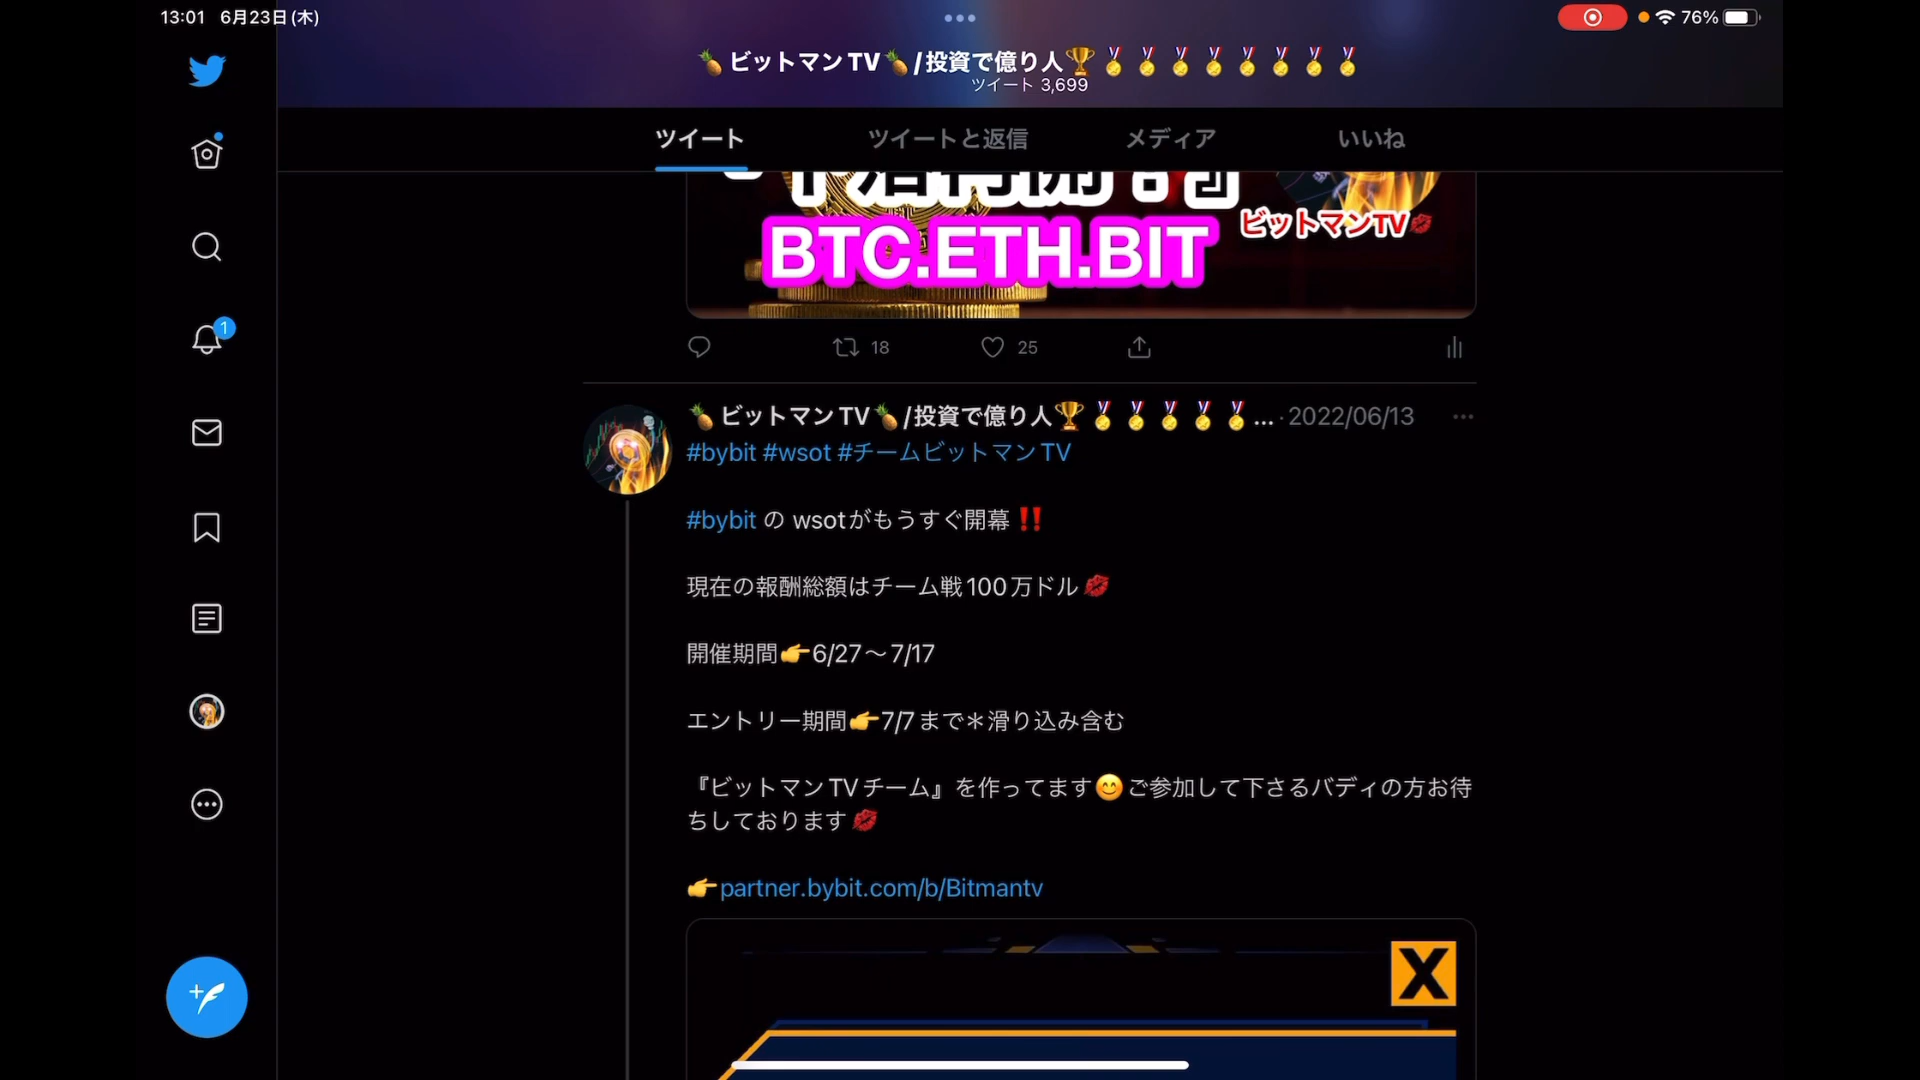 13:01 6月23日(木)
76%
🍍ビットマンTV🍍/投資で億り人🏆🏅🏅🏅🏅🏅🏅🏅🏅
ツイート 3,699
ツイート ツイートと返信 メディア いいね
BTC.ETH.BIT
ビットマンTV💋
18 25
1
🍍ビットマンTV🍍/投資で億り人🏆🏅🏅🏅🏅🏅... · 2022/06/13
#bybit #wsot #チームビットマンTV
#bybit の wsotがもうすぐ開幕‼️
現在の報酬総額はチーム戦100万ドル💋
開催期間👉6/27〜7/17
エントリー期間👉7/7まで＊滑り込み含む
『ビットマンTVチーム』を作ってます😊ご参加して下さるバディの方お待
ちしております💋
👉partner.bybit.com/b/Bitmantv
X